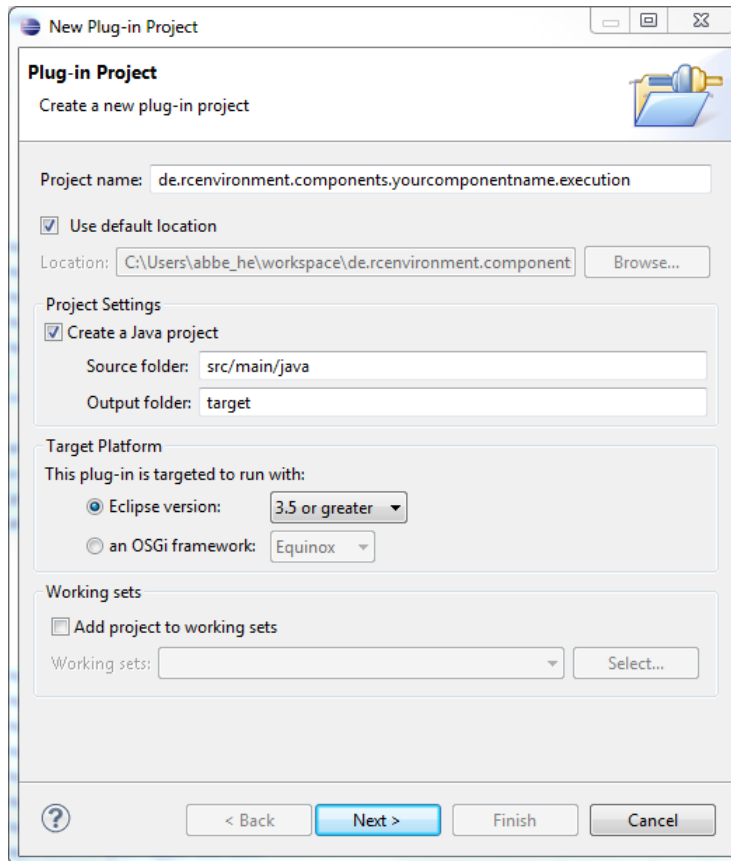 New Plug-in Project
Plug-in Project
Create a new plug-in project
Project name: de.rcenvironment.components.yourcomponentname.execution
Use default location
Location: C:\Users\abbe_he\workspace\de.rcenvironment.component Browse...
Project Settings
Create a Java project
Source folder: src/main/java
Output folder: target
Target Platform
This plug-in is targeted to run with:
Eclipse version: 3.5 or greater
an OSGi framework: Equinox
Working sets
Add project to working sets
Working sets: Select...
? < Back Next > Finish Cancel